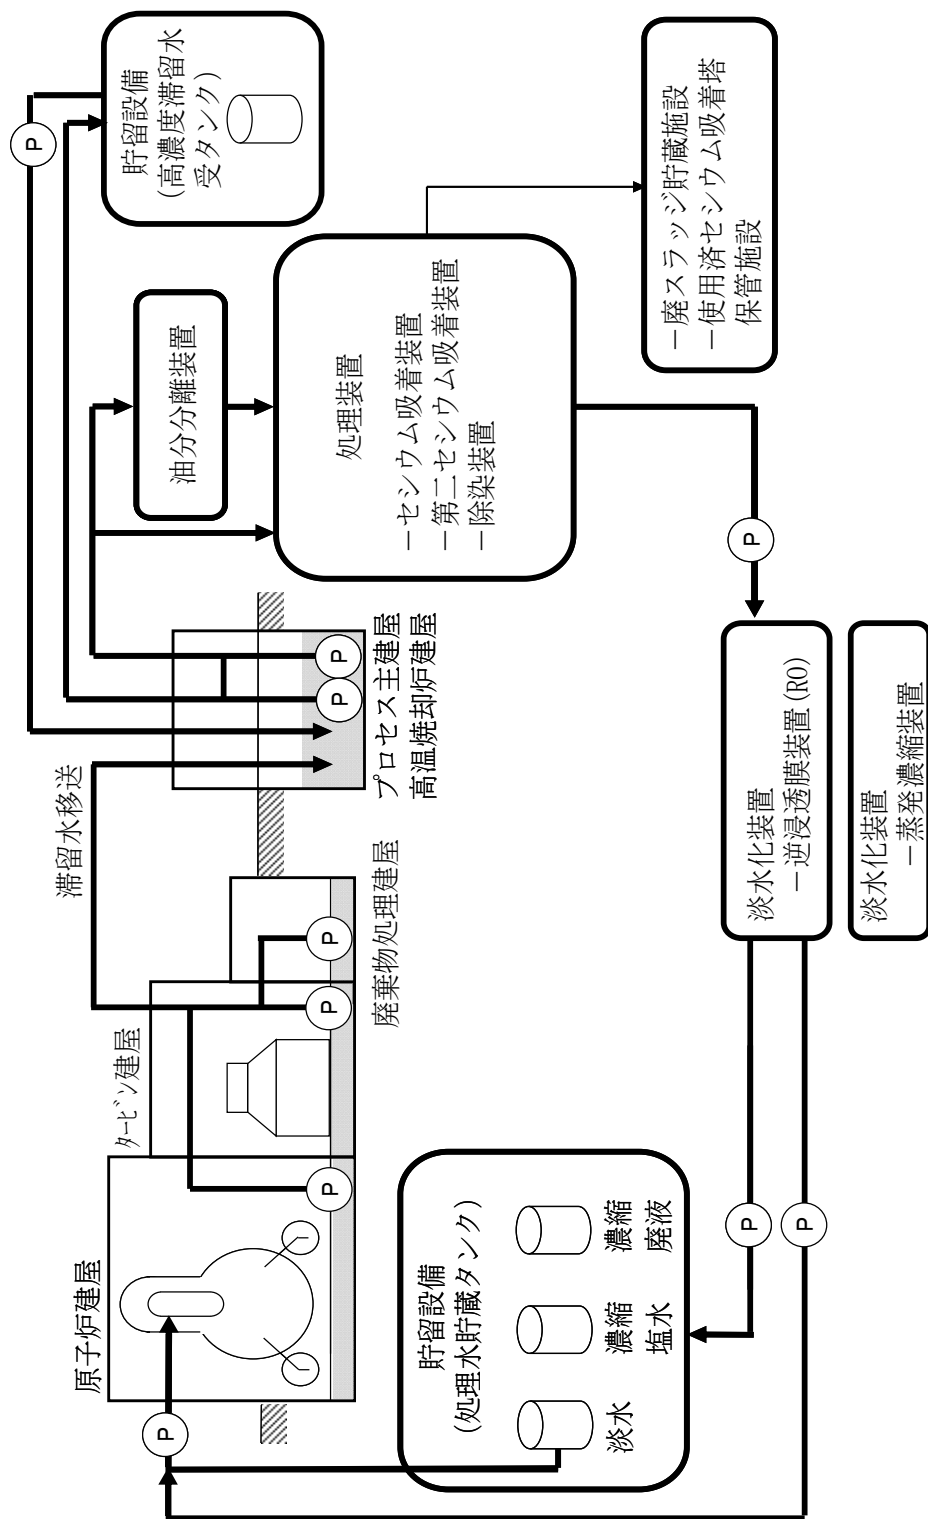 原子炉建屋
P
P
ﾀｰﾋﾞﾝ建屋
P
P
廃棄物処理建屋
滞留水移送
P
P
プロセス主建屋
高温焼却炉建屋
油分分離装置
P
貯留設備
(高濃度滞留水
受タンク)
処理装置
－セシウム吸着装置
－第二セシウム吸着装置
－除染装置
－廃スラッジ貯蔵施設
－使用済セシウム吸着塔
保管施設
貯留設備
(処理水貯蔵タンク)
淡水
濃縮
塩水
濃縮
廃液
P
P
P
淡水化装置
－逆浸透膜装置(RO)
淡水化装置
－蒸発濃縮装置